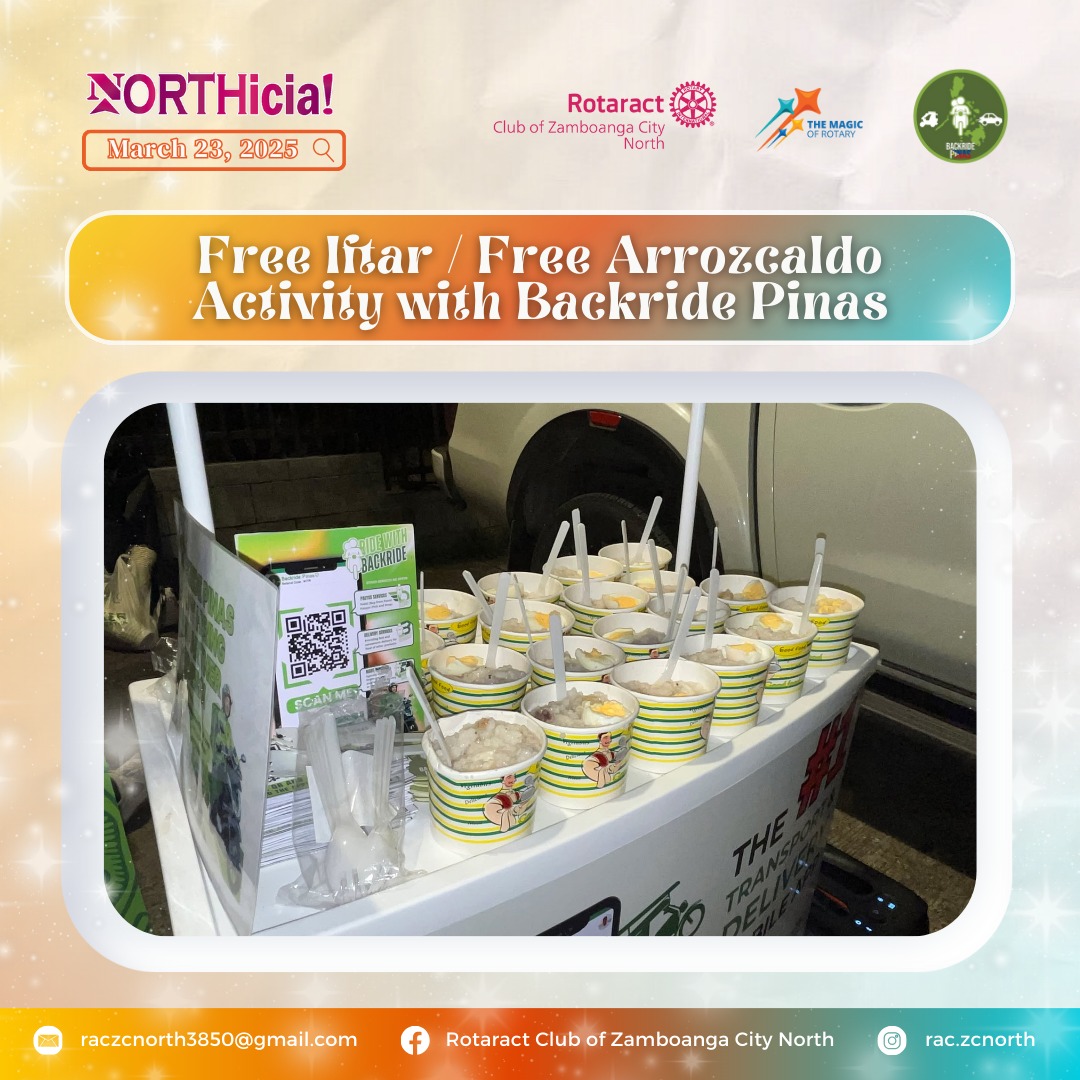 NORTHicia!
March 23, 2025
Rotaract
Club of Zamboanga City
North
THE MAGIC
OF ROTARY
BACKRIDE
Free Iftar / Free Arrozcaldo
Activity with Backride Pinas
RIDE WITH
BACKRIDE
SCAN ME
THE
TRANSPOR
DELIV
raczcnorth3850@gmail.com
Rotaract Club of Zamboanga City North
rac.zcnorth